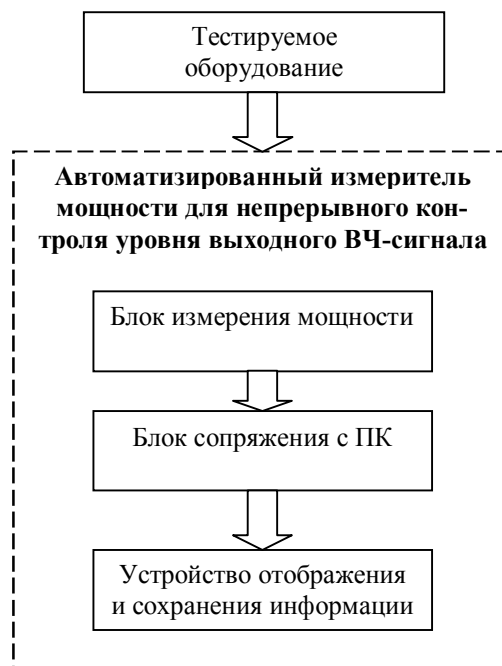 Тестируемое
оборудование
Автоматизированный измеритель
мощности для непрерывного кон-
троля уровня выходного ВЧ-сигнала
Блок измерения мощности
Блок сопряжения с ПК
Устройство отображения
и сохранения информации